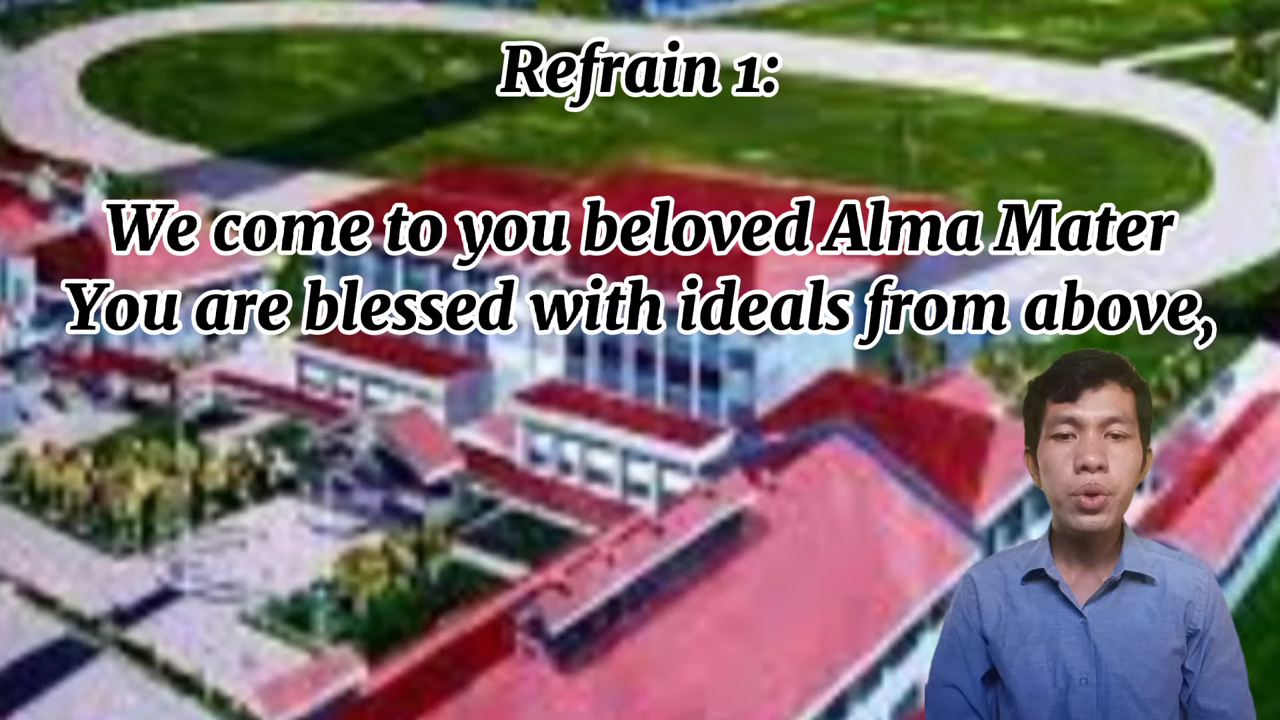 Refrain 1:
We come to you beloved Alma Mater
You are blessed with ideals from above,